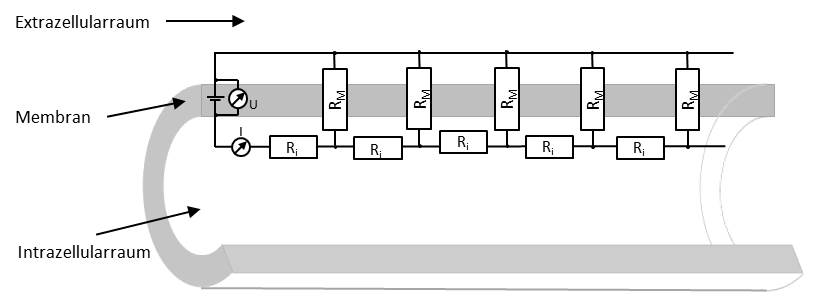 Extrazellularraum
Membran
Intrazellularraum
U
I
R_M R_M R_M R_M R_M
R_i R_i R_i R_i R_i